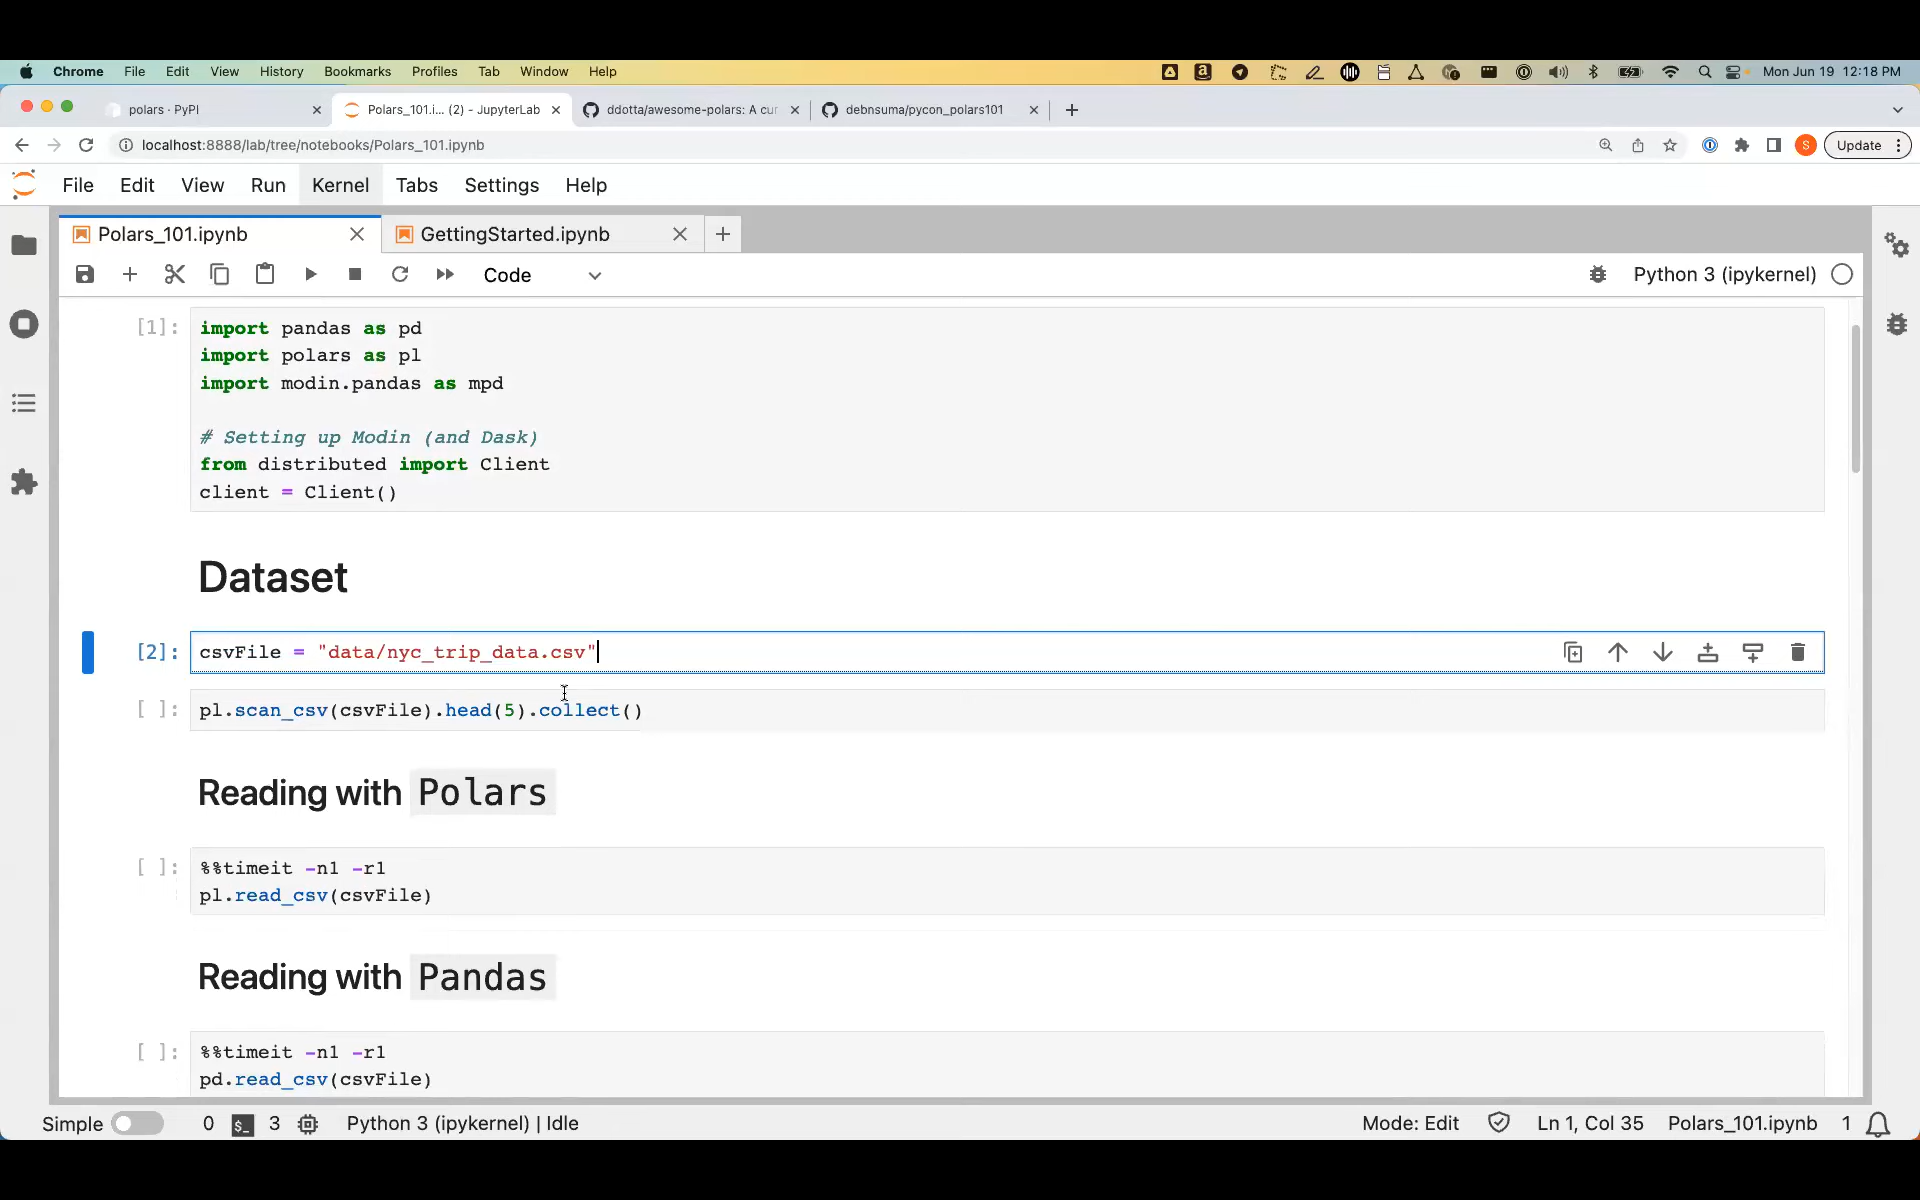 Chrome File Edit View History Bookmarks Profiles Tab Window Help Mon Jun 19 12:18 PM
polars · PyPI Polars_101.i... (2) - JupyterLab ddotta/awesome-polars: A cur debnsuma/pycon_polars101
localhost:8888/lab/tree/notebooks/Polars_101.ipynb S Update
File Edit View Run Kernel Tabs Settings Help
Polars_101.ipynb GettingStarted.ipynb
Code Python 3 (ipykernel)
[1]: import pandas as pd
import polars as pl
import modin.pandas as mpd
# Setting up Modin (and Dask)
from distributed import Client
client = Client()
Dataset
[2]: csvFile = "data/nyc_trip_data.csv"
[ ]: pl.scan_csv(csvFile).head(5).collect()
Reading with Polars
[ ]: %%timeit -n1 -r1
pl.read_csv(csvFile)
Reading with Pandas
[ ]: %%timeit -n1 -r1
pd.read_csv(csvFile)
Simple 0 $_ 3 Python 3 (ipykernel) | Idle Mode: Edit Ln 1, Col 35 Polars_101.ipynb 1